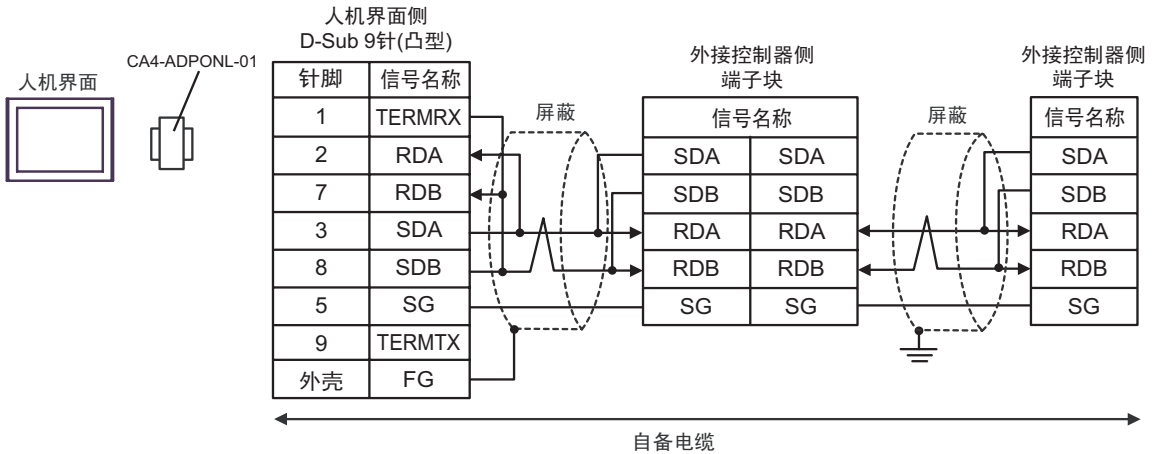 人机界面
CA4-ADPONL-01
人机界面侧
D-Sub 9针(凸型)
针脚 信号名称
1 TERMRX
2 RDA
7 RDB
3 SDA
8 SDB
5 SG
9 TERMTX
外壳 FG
屏蔽
外接控制器侧
端子块
信号名称
SDA SDA
SDB SDB
RDA RDA
RDB RDB
SG SG
屏蔽
外接控制器侧
端子块
信号名称
SDA
SDB
RDA
RDB
SG
自备电缆